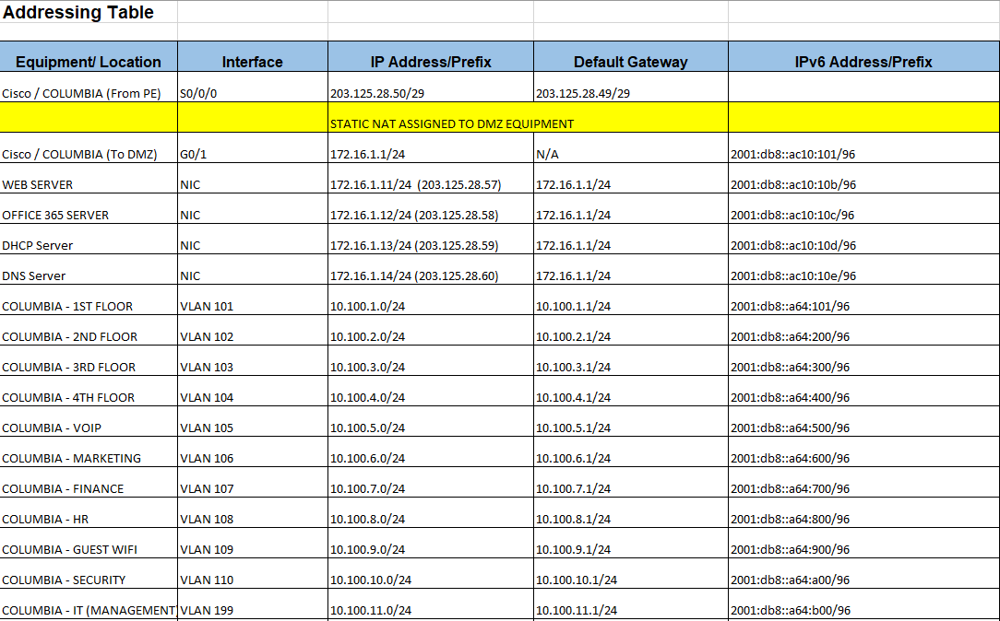 Addressing Table
Equipment/ Location Interface IP Address/Prefix Default Gateway IPv6 Address/Prefix
Cisco / COLUMBIA (From PE) S0/0/0 203.125.28.50/29 203.125.28.49/29
STATIC NAT ASSIGNED TO DMZ EQUIPMENT
Cisco / COLUMBIA (To DMZ) G0/1 172.16.1.1/24 N/A 2001:db8::ac10:101/96
WEB SERVER NIC 172.16.1.11/24 (203.125.28.57) 172.16.1.1/24 2001:db8::ac10:10b/96
OFFICE 365 SERVER NIC 172.16.1.12/24 (203.125.28.58) 172.16.1.1/24 2001:db8::ac10:10c/96
DHCP Server NIC 172.16.1.13/24 (203.125.28.59) 172.16.1.1/24 2001:db8::ac10:10d/96
DNS Server NIC 172.16.1.14/24 (203.125.28.60) 172.16.1.1/24 2001:db8::ac10:10e/96
COLUMBIA - 1ST FLOOR VLAN 101 10.100.1.0/24 10.100.1.1/24 2001:db8::a64:101/96
COLUMBIA - 2ND FLOOR VLAN 102 10.100.2.0/24 10.100.2.1/24 2001:db8::a64:200/96
COLUMBIA - 3RD FLOOR VLAN 103 10.100.3.0/24 10.100.3.1/24 2001:db8::a64:300/96
COLUMBIA - 4TH FLOOR VLAN 104 10.100.4.0/24 10.100.4.1/24 2001:db8::a64:400/96
COLUMBIA - VOIP VLAN 105 10.100.5.0/24 10.100.5.1/24 2001:db8::a64:500/96
COLUMBIA - MARKETING VLAN 106 10.100.6.0/24 10.100.6.1/24 2001:db8::a64:600/96
COLUMBIA - FINANCE VLAN 107 10.100.7.0/24 10.100.7.1/24 2001:db8::a64:700/96
COLUMBIA - HR VLAN 108 10.100.8.0/24 10.100.8.1/24 2001:db8::a64:800/96
COLUMBIA - GUEST WIFI VLAN 109 10.100.9.0/24 10.100.9.1/24 2001:db8::a64:900/96
COLUMBIA - SECURITY VLAN 110 10.100.10.0/24 10.100.10.1/24 2001:db8::a64:a00/96
COLUMBIA - IT (MANAGEMENT VLAN 199 10.100.11.0/24 10.100.11.1/24 2001:db8::a64:b00/96